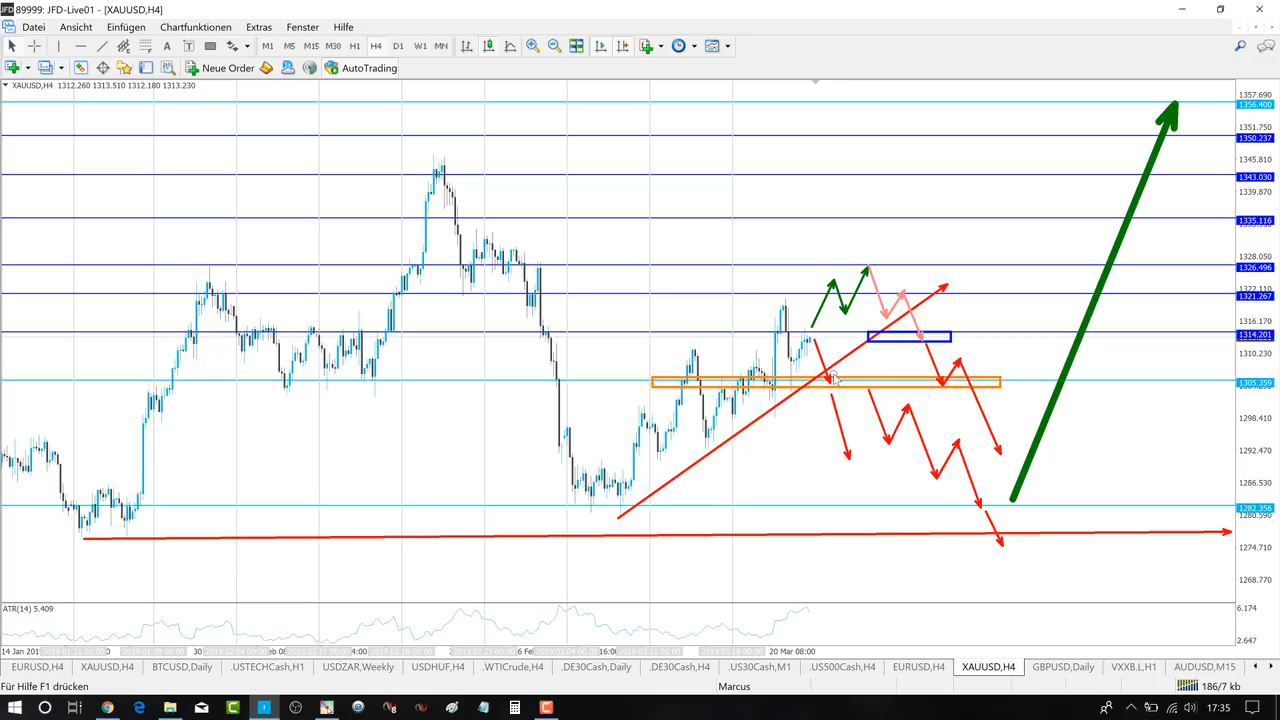 89999: JFD-Live01 - [XAUUSD,H4]
Datei Ansicht Einfügen Chartfunktionen Extras Fenster Hilfe
M1 M5 M15 M30 H1 H4 D1 W1 MN
Neue Order AutoTrading
XAUUSD,H4 1312.260 1313.510 1312.180 1313.230
1357.690
1356.400
1351.750
1350.237
1345.810
1343.030
1339.870
1335.116
1328.050
1326.496
1322.110
1321.267
1316.170
1314.201
1310.230
1305.359
1298.410
1292.470
1286.530
1282.356
1280.590
1274.710
1268.770
ATR(14) 5.409
6.174
2.647
14 Jan 2019 20 Mar 08:00
EURUSD,H4 XAUUSD,H4 BTCUSD,Daily .USTECHCash,H1 USDZAR,Weekly USDHUF,H4 .WTICrude,H4 .DE30Cash,Daily .DE30Cash,H4 .US30Cash,M1 .US500Cash,H4 EURUSD,H4 XAUUSD,H4 GBPUSD,Daily VXXB.L,H1 AUDUSD,M15
Für Hilfe F1 drücken Marcus 186/7 kb
17:35